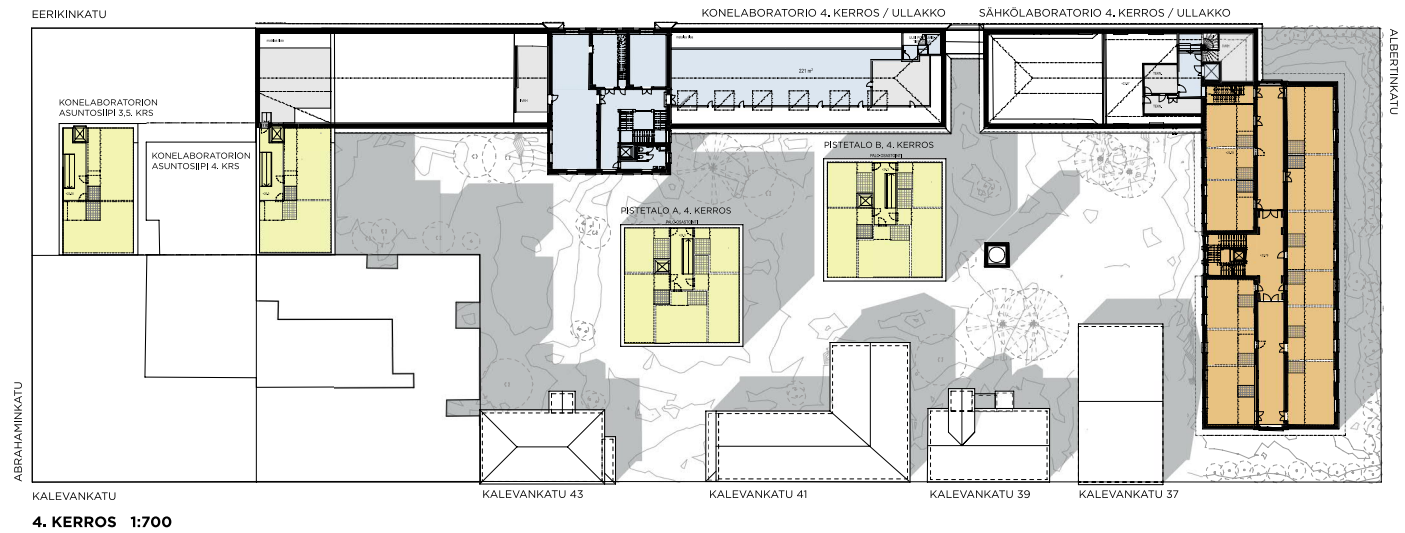 EERIKINKATU
KONELABORATORIO 4. KERROS / ULLAKKO
SÄHKÖLABORATORIO 4. KERROS / ULLAKKO
ALBERTINKATU
221 m²
KONELABORATORION
ASUNTOSIIPI 3,5. KRS
KONELABORATORION
ASUNTOSIIPI 4. KRS
PISTETALO B, 4. KERROS
PISTETALO A, 4. KERROS
ABRAHAMINKATU
KALEVANKATU
KALEVANKATU 43
KALEVANKATU 41
KALEVANKATU 39
KALEVANKATU 37
4. KERROS 1:700